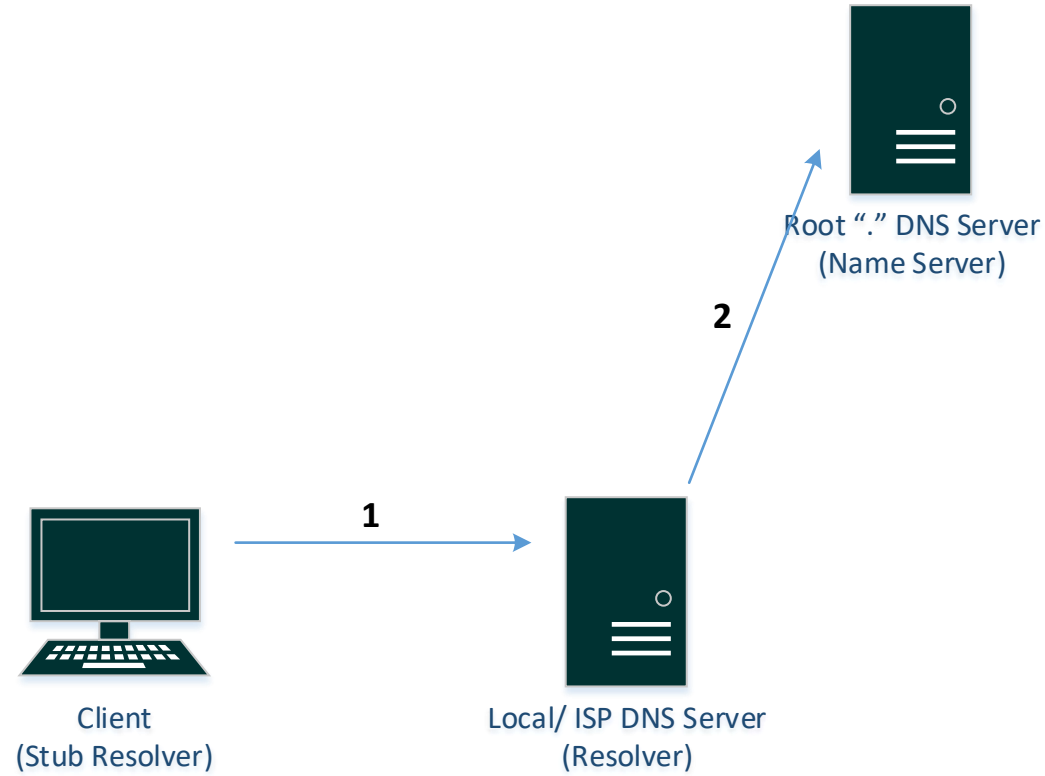 Root “.” DNS Server
(Name Server)
2
1
Client
(Stub Resolver)
Local/ ISP DNS Server
(Resolver)